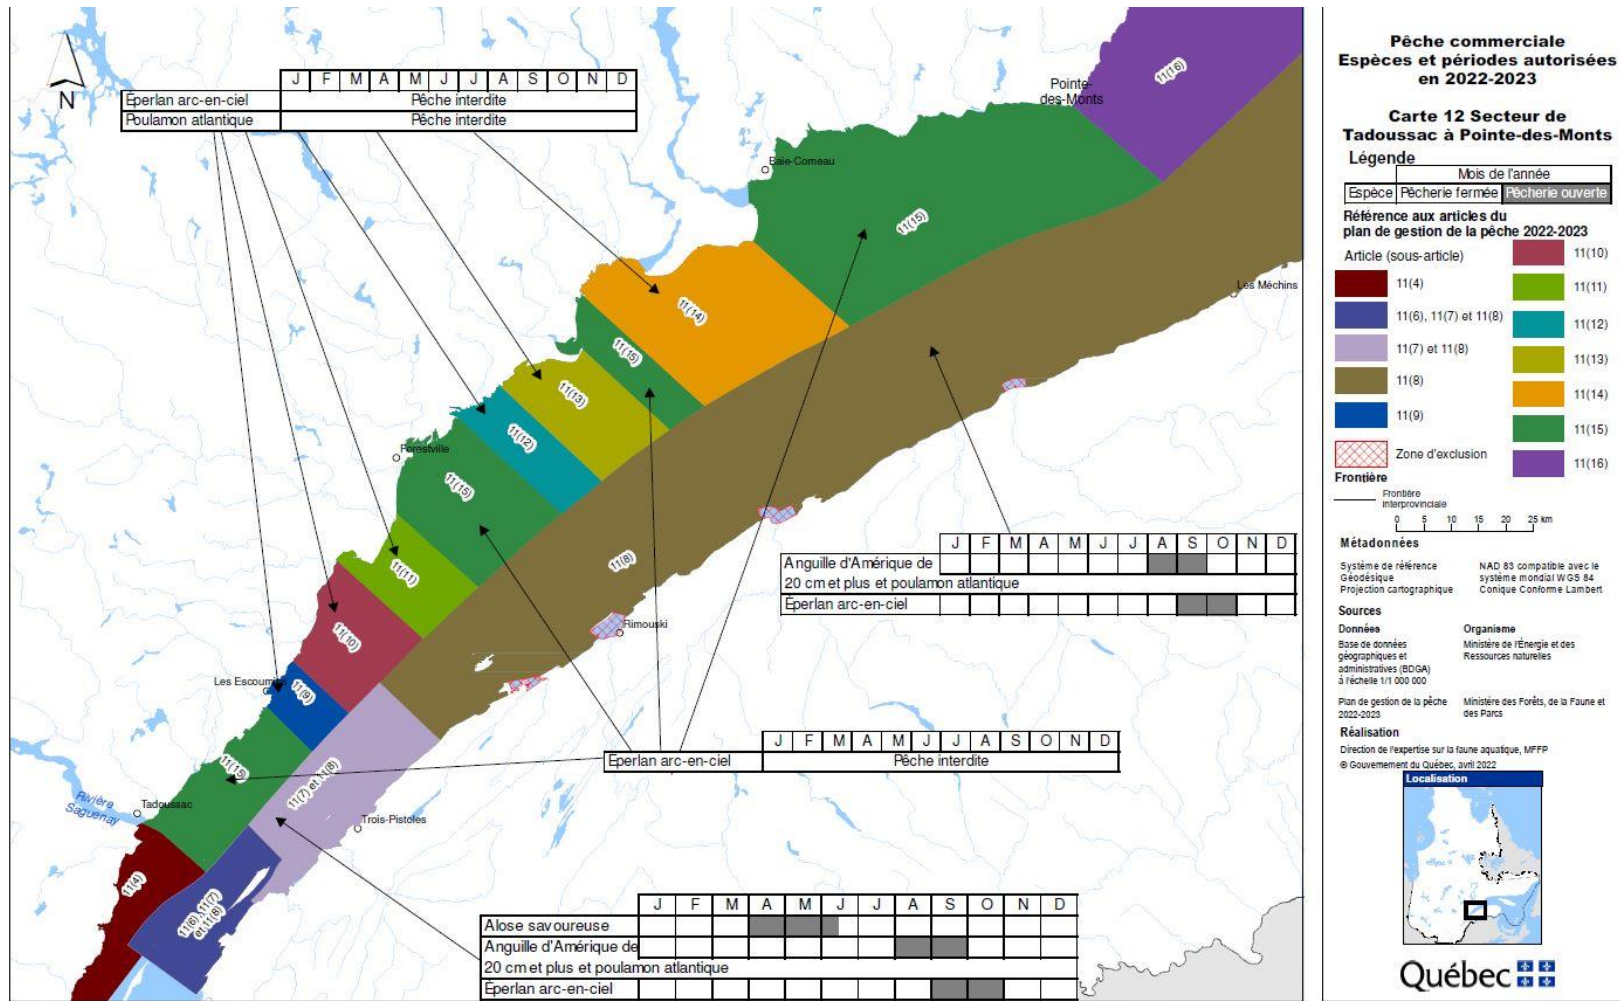 N
J F M A M J J A S O N D
Éperlan arc-en-ciel Pêche interdite
Poulamon atlantique Pêche interdite
Pointe-
des-Monts
11(16)
Baie-Comeau
11(15)
Les Méchins
11(14)
11(15)
11(13)
11(12)
Forestville
11(15)
11(11)
11(8)
Rimouski
11(10)
Les Escoumins
11(9)
11(15)
11(7) et 11(8)
Rivière
Saguenay
Tadoussac
Trois-Pistoles
11(4)
11(6), 11(7)
et 11(8)
J F M A M J J A S O N D
Anguille d'Amérique de
20 cm et plus et poulamon atlantique
Éperlan arc-en-ciel
J F M A M J J A S O N D
Éperlan arc-en-ciel Pêche interdite
J F M A M J J A S O N D
Alose savoureuse
Anguille d'Amérique de
20 cm et plus et poulamon atlantique
Éperlan arc-en-ciel
Pêche commerciale
Espèces et périodes autorisées
en 2022-2023
Carte 12 Secteur de
Tadoussac à Pointe-des-Monts
Légende
Mois de l'année
Espèce Pêcherie fermée Pêcherie ouverte
Référence aux articles du
plan de gestion de la pêche 2022-2023
Article (sous-article)
11(4)
11(6), 11(7) et 11(8)
11(7) et 11(8)
11(8)
11(9)
11(10)
11(11)
11(12)
11(13)
11(14)
11(15)
11(16)
Zone d'exclusion
Frontière
Frontière
interprovinciale
0 5 10 15 20 25 km
Métadonnées
Système de référence NAD 83 compatible avec le
Géodésique système mondial WGS 84
Projection cartographique Conique Conforme Lambert
Sources
Données Organisme
Base de données Ministère de l'Énergie et des
géographiques et Ressources naturelles
administratives (BDGA)
à l'échelle 1/1 000 000
Plan de gestion de la pêche Ministère des Forêts, de la Faune et
2022-2023 des Parcs
Réalisation
Direction de l'expertise sur la faune aquatique, MFFP
© Gouvernement du Québec, avril 2022
Localisation
Québec